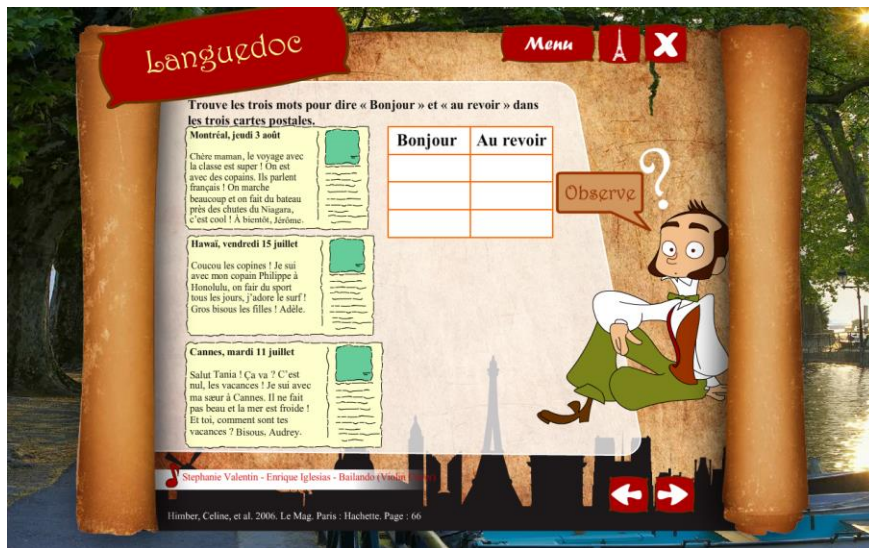 Languedoc
Menu
Trouve les trois mots pour dire « Bonjour » et « au revoir » dans
les trois cartes postales.
Montréal, jeudi 3 août
Chère maman, le voyage avec
la classe est super ! On est
avec des copains. Ils parlent
français ! On marche
beaucoup et on fait du bateau
près des chutes du Niagara,
c'est cool ! À bientôt, Jérôme.
Hawaï, vendredi 15 juillet
Coucou les copines ! Je sui
avec mon copain Philippe à
Honolulu, on fair du sport
tous les jours, j'adore le surf !
Gros bisous les filles ! Adèle.
Cannes, mardi 11 juillet
Salut Tania ! Ça va ? C'est
nul, les vacances ! Je sui avec
ma sœur à Cannes. Il ne fait
pas beau et la mer est froide !
Et toi, comment sont tes
vacances ? Bisous. Audrey.
Bonjour Au revoir
Observe
?
Stephanie Valentin - Enrique Iglesias - Bailando (Violin
Himber, Celine, et al. 2006. Le Mag. Paris : Hachette. Page : 66